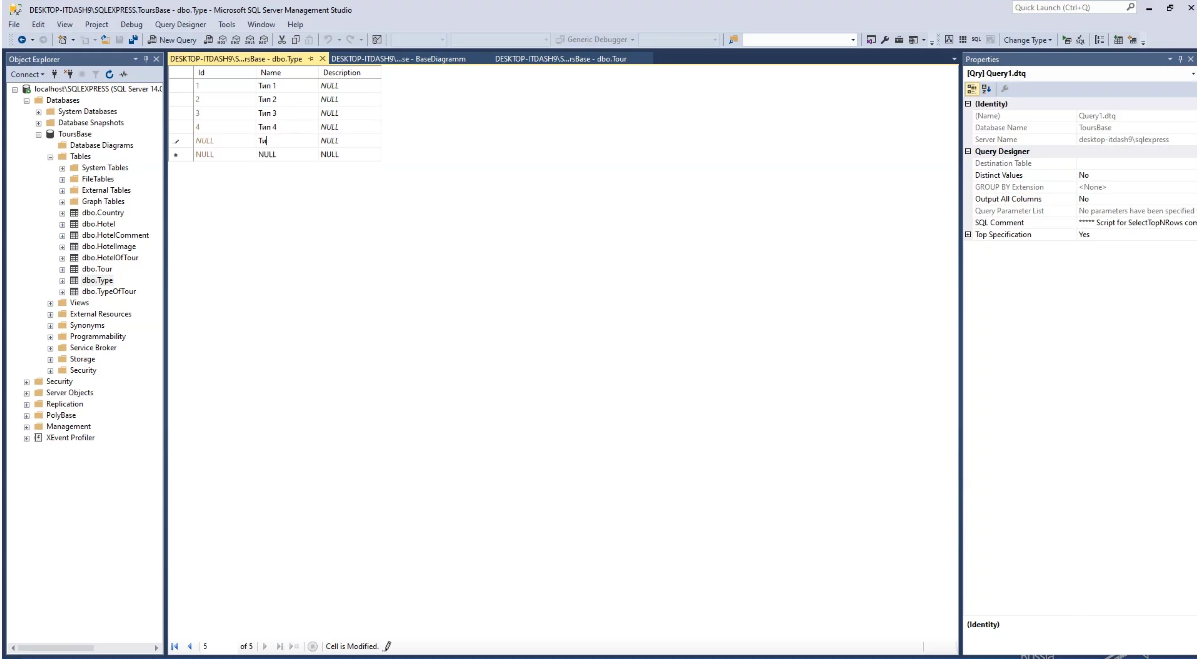 DESKTOP-ITDASH9\SQLEXPRESS.ToursBase - dbo.Type - Microsoft SQL Server Management Studio
Quick Launch (Ctrl+Q)
File Edit View Project Debug Query Designer Tools Window Help
New Query
Generic Debugger
SQL
Change Type
Object Explorer
DESKTOP-ITDASH9\S...rsBase - dbo.Type
DESKTOP-ITDASH9\...se - BaseDiagramm
DESKTOP-ITDASH9\S...rsBase - dbo.Tour
Properties
Connect
localhost\SQLEXPRESS (SQL Server 14.0
Databases
System Databases
Database Snapshots
ToursBase
Database Diagrams
Tables
System Tables
FileTables
External Tables
Graph Tables
dbo.Country
dbo.Hotel
dbo.HotelComment
dbo.HotelImage
dbo.HotelOfTour
dbo.Tour
dbo.Type
dbo.TypeOfTour
Views
External Resources
Synonyms
Programmability
Service Broker
Storage
Security
Security
Server Objects
Replication
PolyBase
Management
XEvent Profiler
Id Name Description
1 Тип 1 NULL
2 Тип 2 NULL
3 Тип 3 NULL
4 Тип 4 NULL
NULL Ти NULL
NULL NULL NULL
5 of 5 Cell is Modified.
[Qry] Query1.dtq
(Identity)
(Name) Query1.dtq
Database Name ToursBase
Server Name desktop-itdash9\sqlexpress
Query Designer
Destination Table
Distinct Values No
GROUP BY Extension <None>
Output All Columns No
Query Parameter List No parameters have been specified
SQL Comment ***** Script for SelectTopNRows com
Top Specification Yes
(Identity)